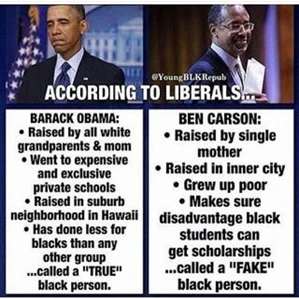 @YoungBLKRepub
ACCORDING TO LIBERALS...
BARACK OBAMA:
• Raised by all white
grandparents & mom
• Went to expensive
and exclusive
private schools
• Raised in suburb
neighborhood in Hawaii
• Has done less for
blacks than any
other group
...called a "TRUE"
black person.
BEN CARSON:
• Raised by single
mother
• Raised in inner city
• Grew up poor
• Makes sure
disadvantage black
students can
get scholarships
...called a "FAKE"
black person.